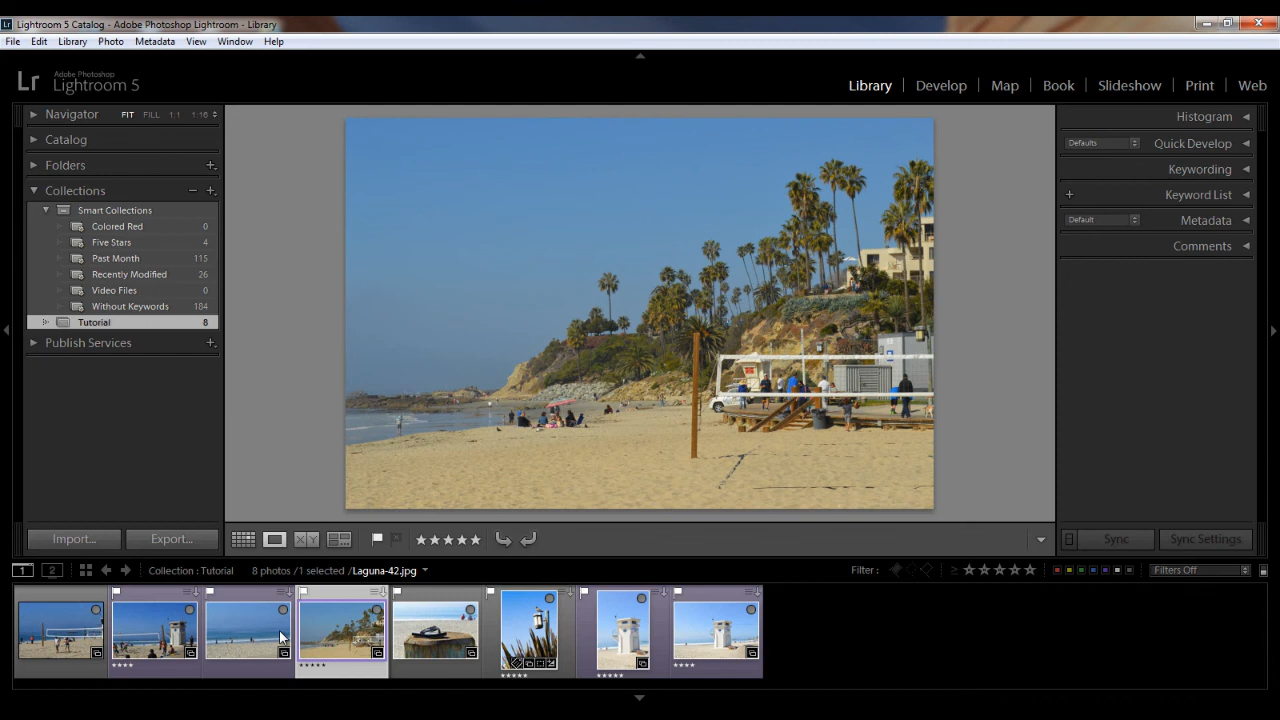 Lr Lightroom 5 Catalog - Adobe Photoshop Lightroom - Library
File Edit Library Photo Metadata View Window Help
Lr Adobe Photoshop
Lightroom 5
Library | Develop | Map | Book | Slideshow | Print | Web
Navigator FIT FILL 1:1 1:16
Catalog
Folders
Collections
Smart Collections
Colored Red 0
Five Stars 4
Past Month 115
Recently Modified 26
Video Files 0
Without Keywords 184
Tutorial 8
Publish Services
Histogram
Defaults Quick Develop
Keywording
Keyword List
Default Metadata
Comments
Import... Export...
XY
Sync Sync Settings
1 2 Collection : Tutorial 8 photos /1 selected /Laguna-42.jpg Filter : Filters Off